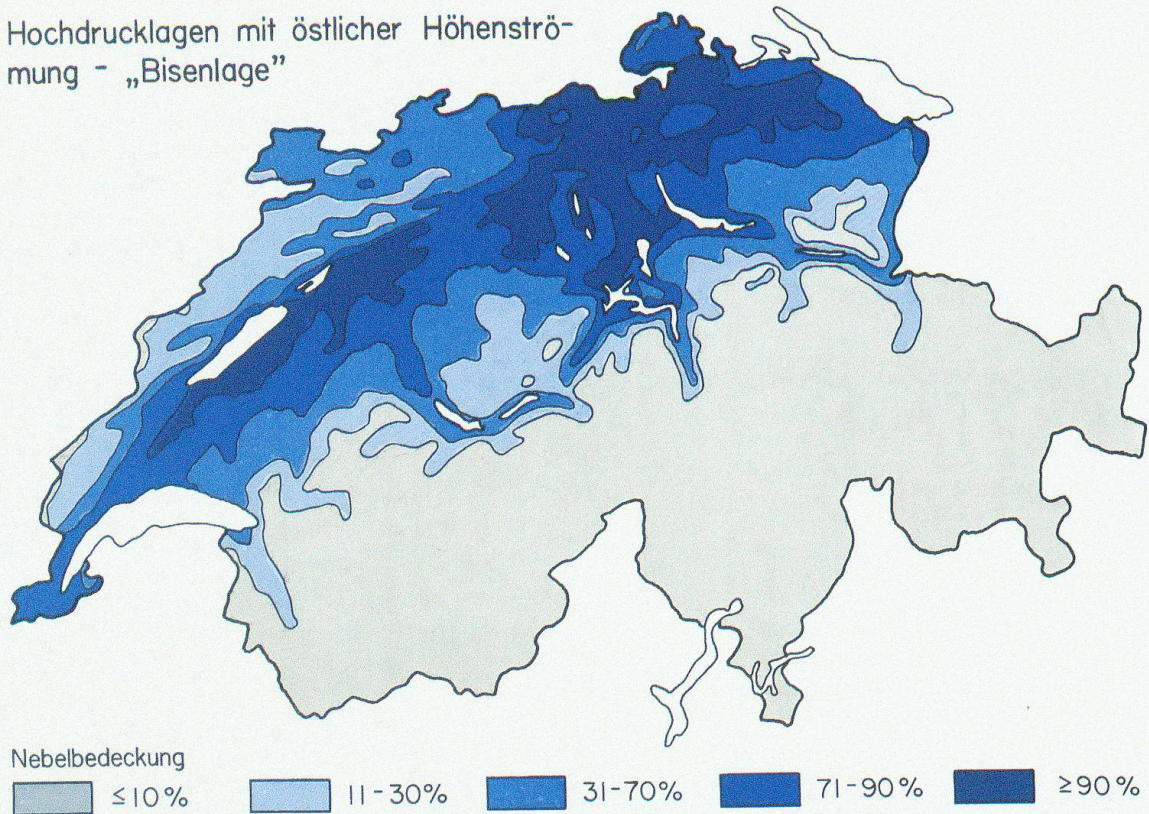 Hochdrucklagen mit östlicher Höhenströ-
mung - „Bisenlage”
Nebelbedeckung
≤10% 11-30% 31-70% 71-90% ≥90%